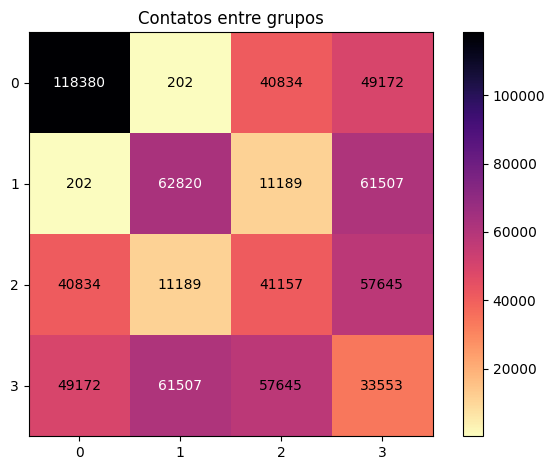 Contatos entre grupos
0 118380 202 40834 49172
1 202 62820 11189 61507
2 40834 11189 41157 57645
3 49172 61507 57645 33553
0 1 2 3
100000
80000
60000
40000
20000